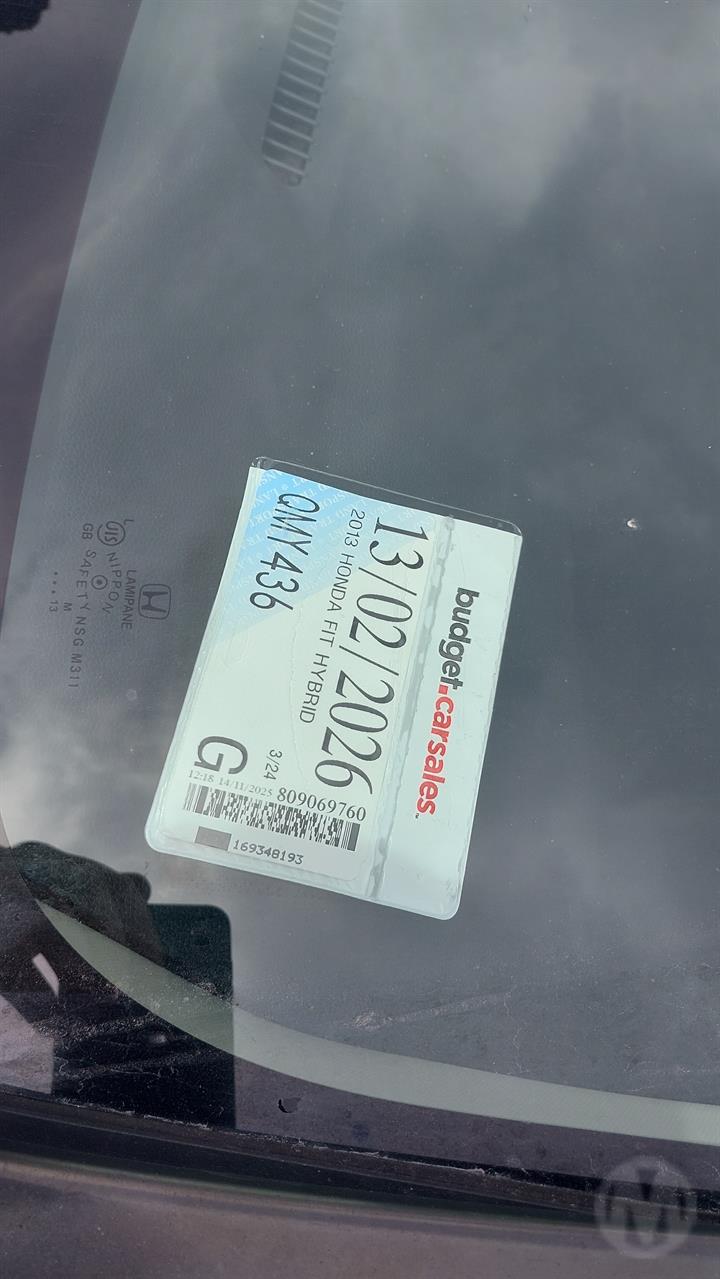 budget.carsales
13/02/2026
2013 HONDA FIT HYBRID
QMY436
3/24
G
12:18 14/11/2025 809069760
169348193
LAMIPANE
JIS NIPPON
GB SAFETY NSG M311
M
...13
M